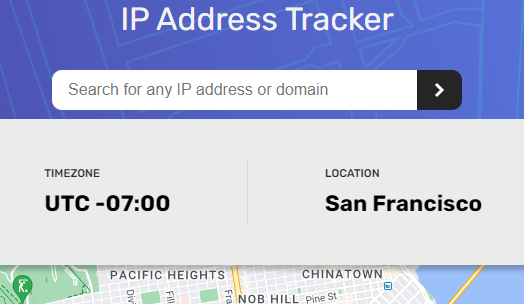 IP Address Tracker
Search for any IP address or domain
TIMEZONE
UTC -07:00
LOCATION
San Francisco
PACIFIC HEIGHTS
CHINATOWN
NOB HILL
Pine St
Fra